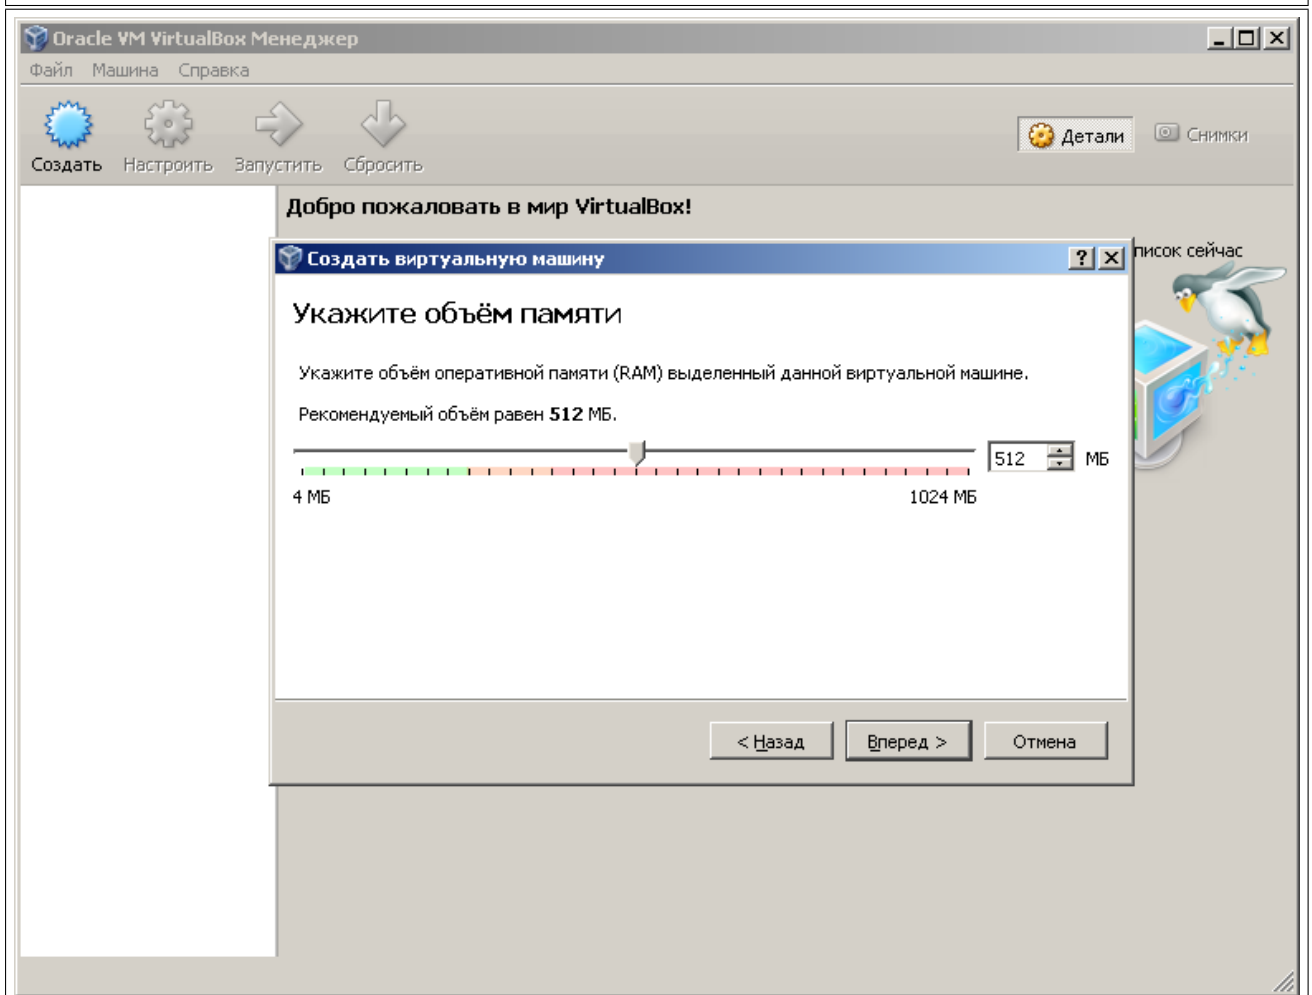 Oracle VM VirtualBox Менеджер
Файл Машина Справка
Создать Настроить Запустить Сбросить
Детали Снимки
Добро пожаловать в мир VirtualBox!
писок сейчас
Создать виртуальную машину
Укажите объём памяти
Укажите объём оперативной памяти (RAM) выделенный данной виртуальной машине.
Рекомендуемый объём равен 512 МБ.
512 МБ
4 МБ 1024 МБ
< Назад Вперед > Отмена